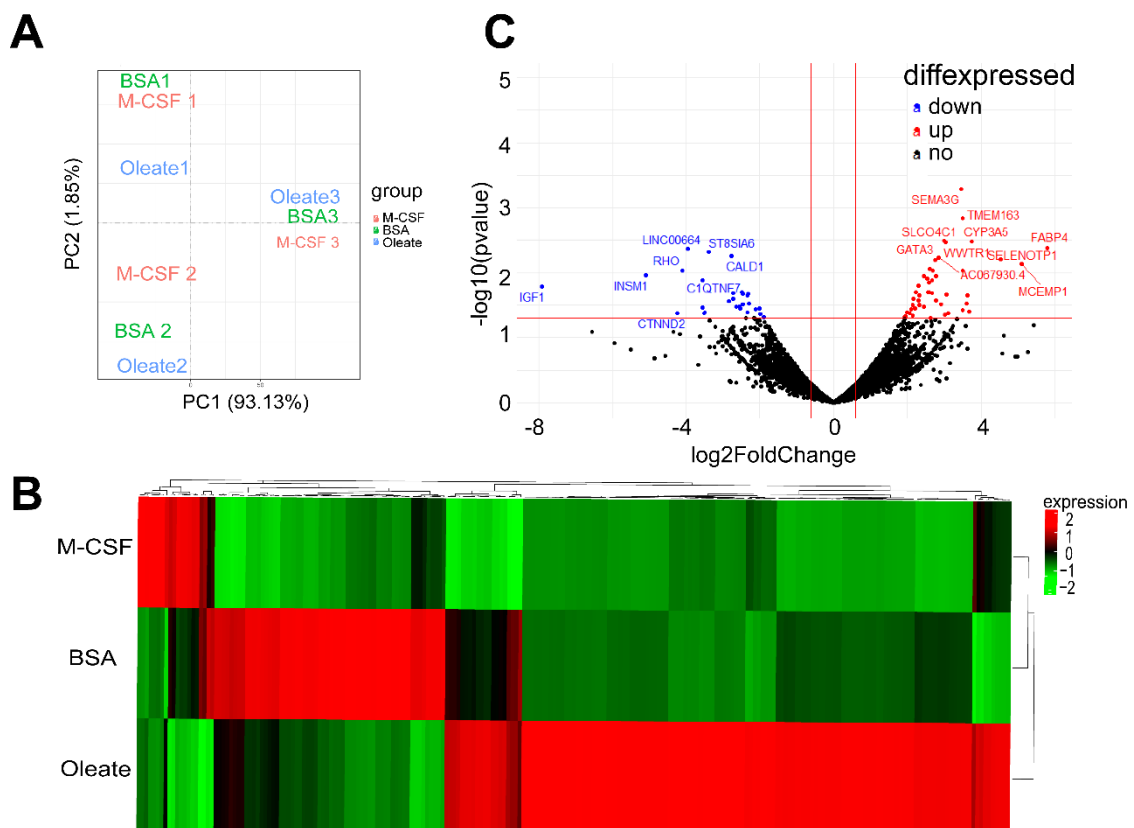 A
BSA1
M-CSF 1
Oleate1
Oleate3
BSA3
M-CSF 3
M-CSF 2
BSA 2
Oleate2
PC2 (1.85%)
0
50
PC1 (93.13%)
group
M-CSF
BSA
Oleate
C
5
4
3
2
1
0
-log10(pvalue)
diffexpressed
a down
a up
a no
SEMA3G
TMEM163
SLCO4C1
CYP3A5
FABP4
GATA3
WWTR1
SELENOTP1
AC067930.4
MCEMP1
LINC00664
ST8SIA6
RHO
CALD1
INSM1
C1QTNF7
IGF1
CTNND2
-8
-4
0
4
log2FoldChange
B
M-CSF
BSA
Oleate
expression
2
1
0
−1
−2